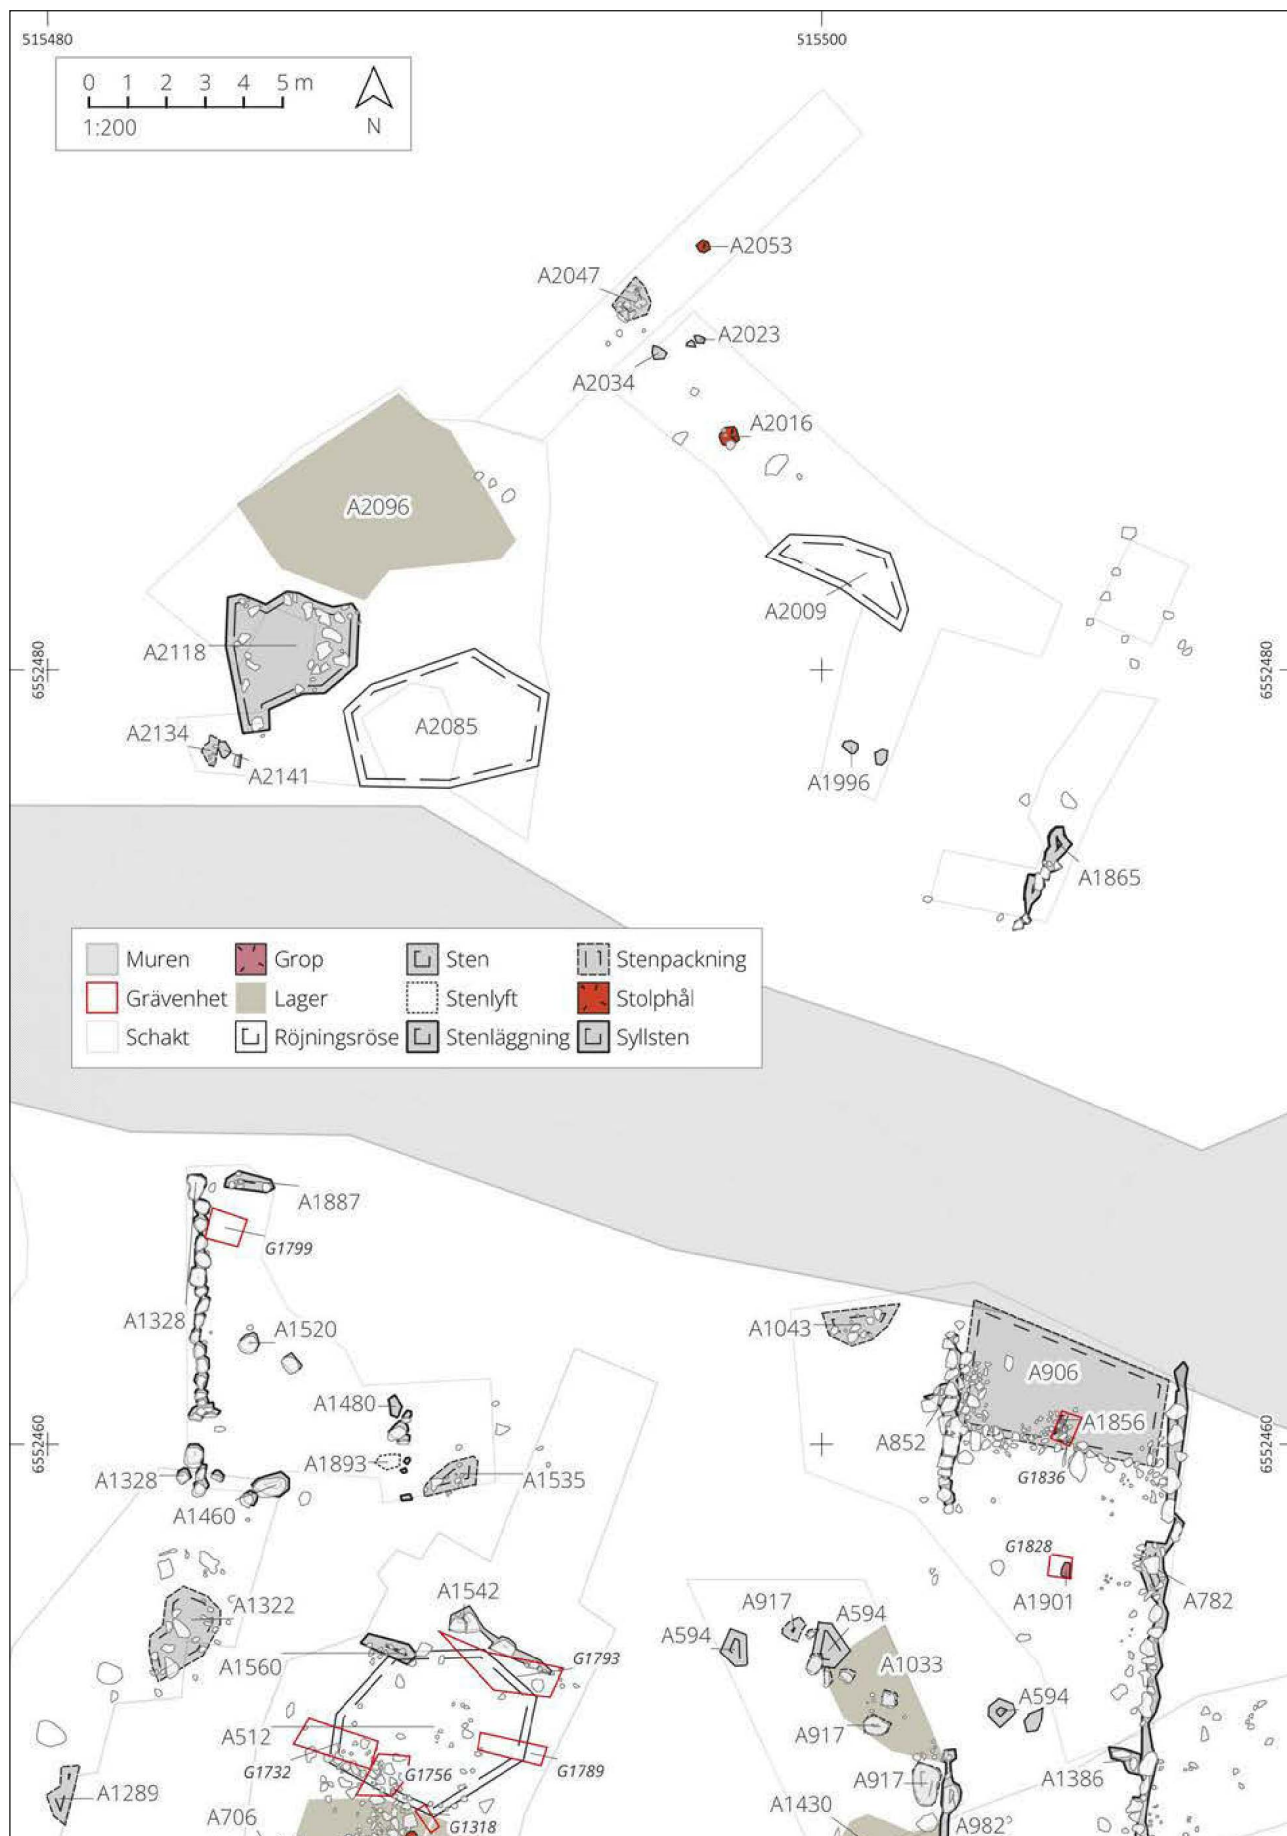 515480
515500
0 1 2 3 4 5 m
1:200
N
A2053
A2047
A2023
A2034
A2016
A2096
A2009
6552480
6552480
A2118
A2134
A2085
A2141
A1996
A1865
Muren
Grop
Sten
Stenpackning
Grävenhet
Lager
Stenlyft
Stolphål
Schakt
Röjningsröse
Stenläggning
Syllsten
A1887
G1799
A1328
A1520
A1043
A906
A1480
A1856
6552460
6552460
A852
A1328
A1893
A1535
G1836
A1460
G1828
A1542
A1322
A917
A594
A1901
A782
A594
A1560
G1793
A1033
A594
A512
A917
G1732
G1756
G1789
A1386
A1289
A917
A706
G1318
A1430
A982